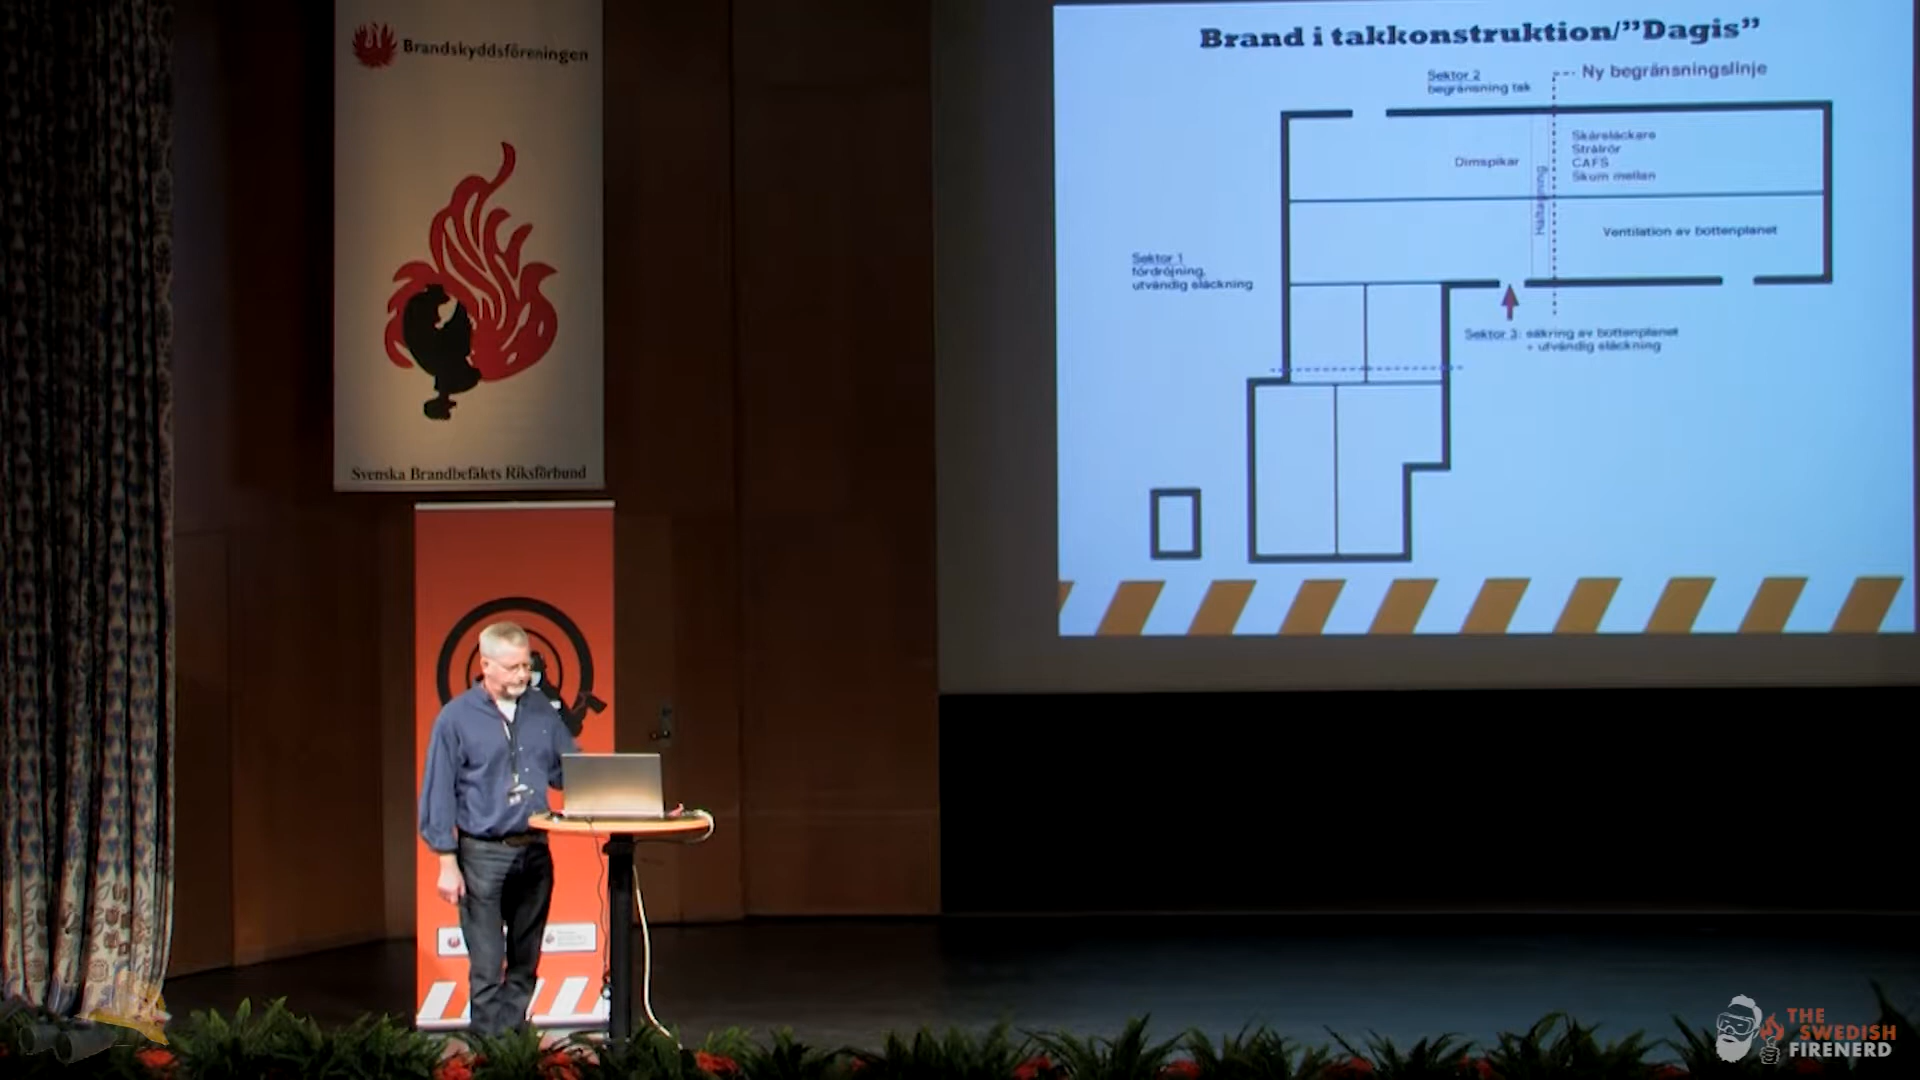 Brandskyddsföreningen
Svenska Brandbefälets Riksförbund
Brand i takkonstruktion/”Dagis”
Sektor 2
begränsning tak
Ny begränsningslinje
Dimspikar
Håltagning
Skärsläckare
Strålrör
CAFS
Skum mellan
Ventilation av bottenplanet
Sektor 1
fördröjning,
utvändig släckning
Sektor 3: säkring av bottenplanet
+ utvändig släckning
THE
SWEDISH
FIRENERD